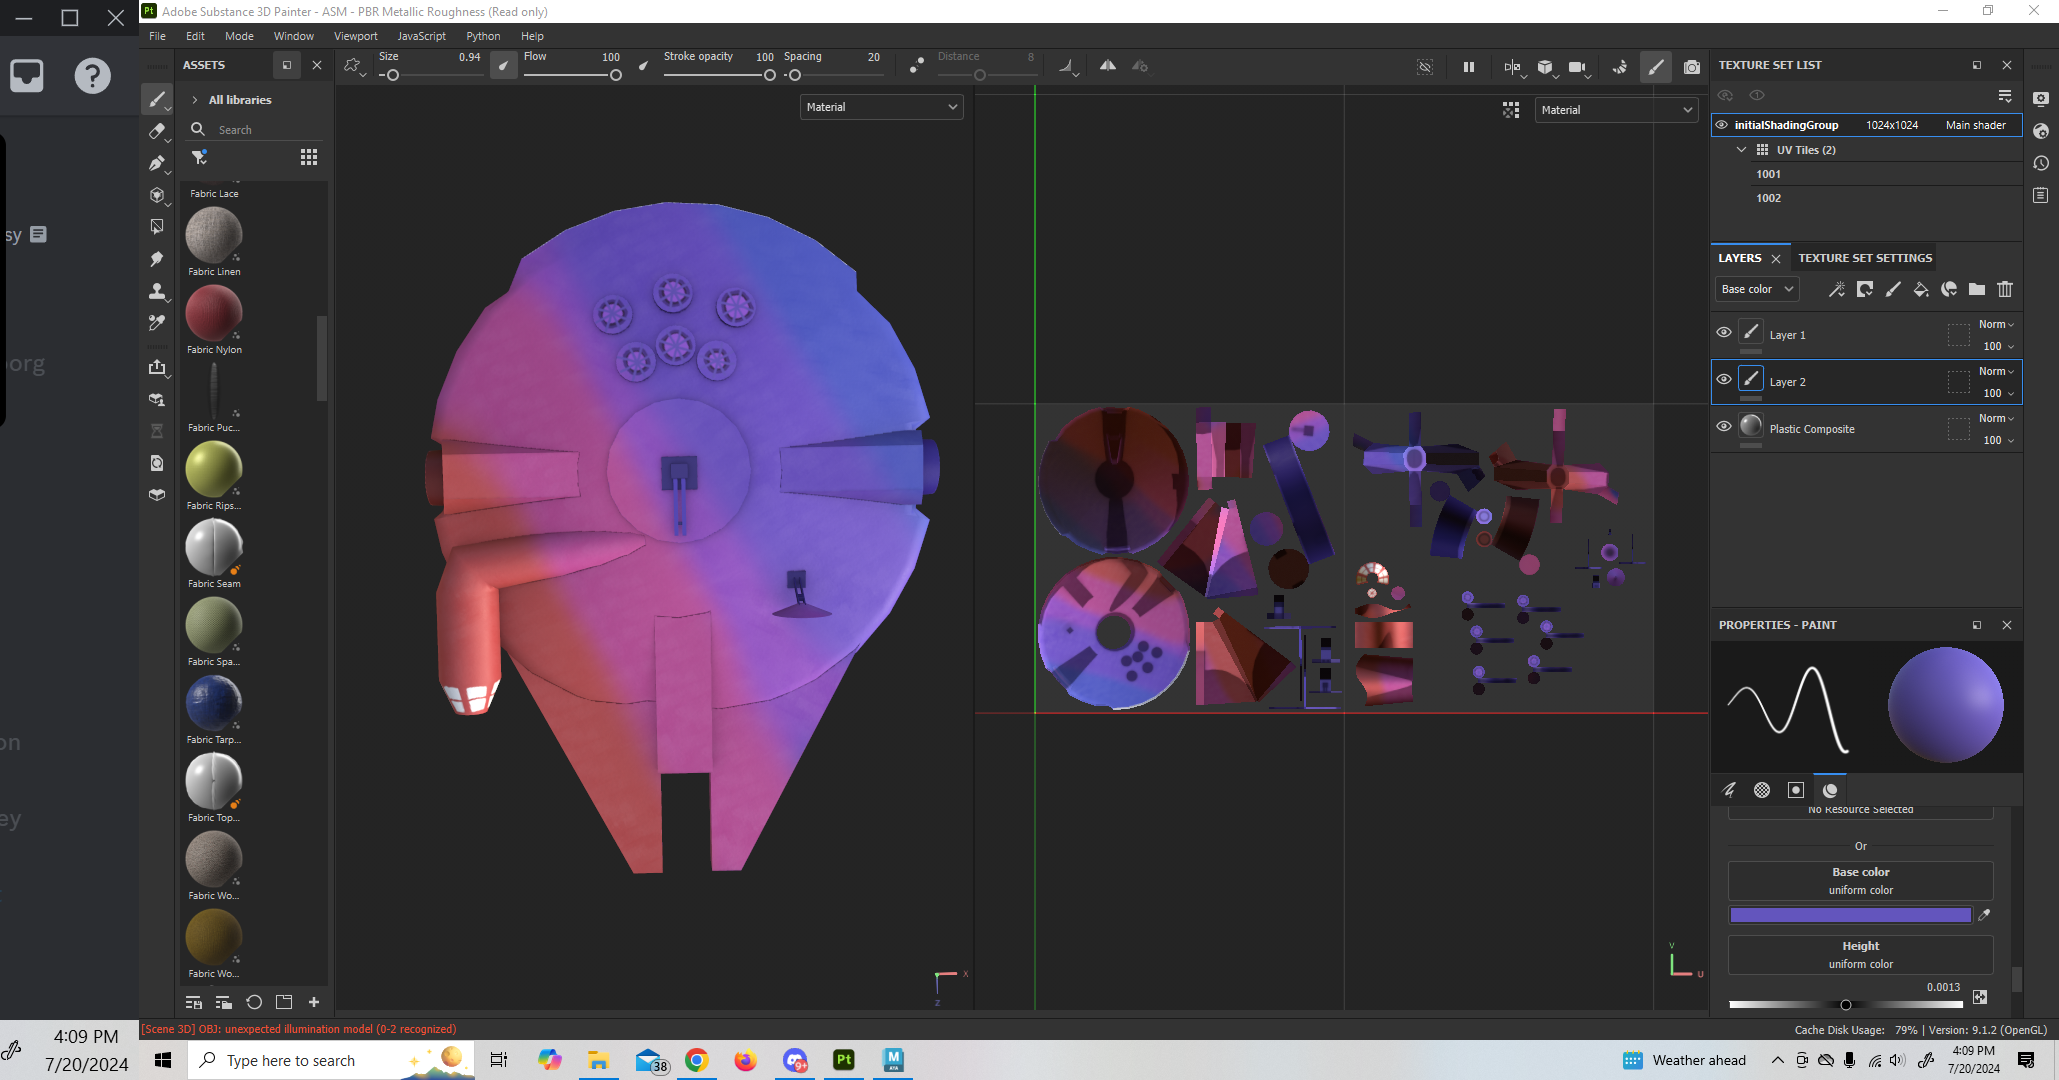 Adobe Substance 3D Painter - ASM - PBR Metallic Roughness (Read only)
File Edit Mode Window Viewport JavaScript Python Help
Size 0.94 Flow 100 Stroke opacity 100 Spacing 20 Distance 8
ASSETS
All libraries
Search
Fabric Lace
Fabric Linen
Fabric Nylon
Fabric Puc...
Fabric Rips...
Fabric Seam
Fabric Spa...
Fabric Tarp...
Fabric Top...
Fabric Wo...
Fabric Wo...
Material
Material
X
Z
V
U
TEXTURE SET LIST
initialShadingGroup 1024x1024 Main shader
UV Tiles (2)
1001
1002
LAYERS TEXTURE SET SETTINGS
Base color
Layer 1 Norm 100
Layer 2 Norm 100
Plastic Composite Norm 100
PROPERTIES - PAINT
No Resource Selected
Or
Base color
uniform color
Height
uniform color
0.0013
[Scene 3D] OBJ: unexpected illumination model (0-2 recognized)
Cache Disk Usage: 79% | Version: 9.1.2 (OpenGL)
sy
org
on
ey
4:09 PM
7/20/2024
Type here to search
38
9+
Pt
M
Weather ahead
4:09 PM
7/20/2024